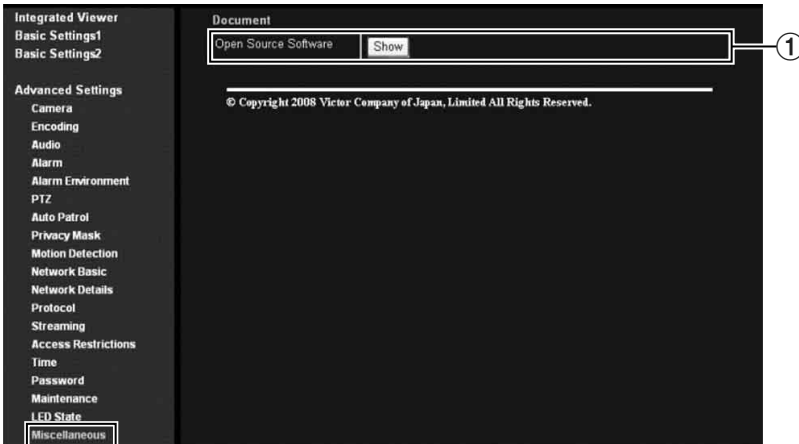 Integrated Viewer
Basic Settings1
Basic Settings2
Advanced Settings
Camera
Encoding
Audio
Alarm
Alarm Environment
PTZ
Auto Patrol
Privacy Mask
Motion Detection
Network Basic
Network Details
Protocol
Streaming
Access Restrictions
Time
Password
Maintenance
LED State
Miscellaneous
Document
Open Source Software Show
①
© Copyright 2008 Victor Company of Japan, Limited All Rights Reserved.